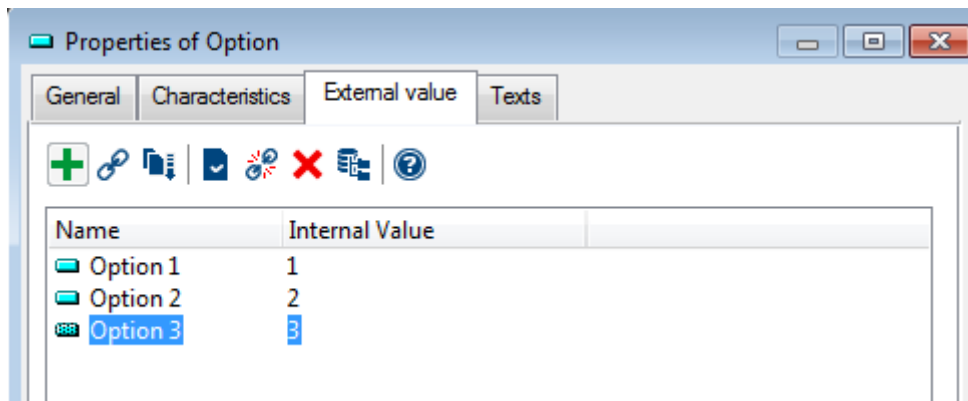 Properties of Option
General Characteristics External value Texts
Name Internal Value
Option 1 1
Option 2 2
Option 3 3